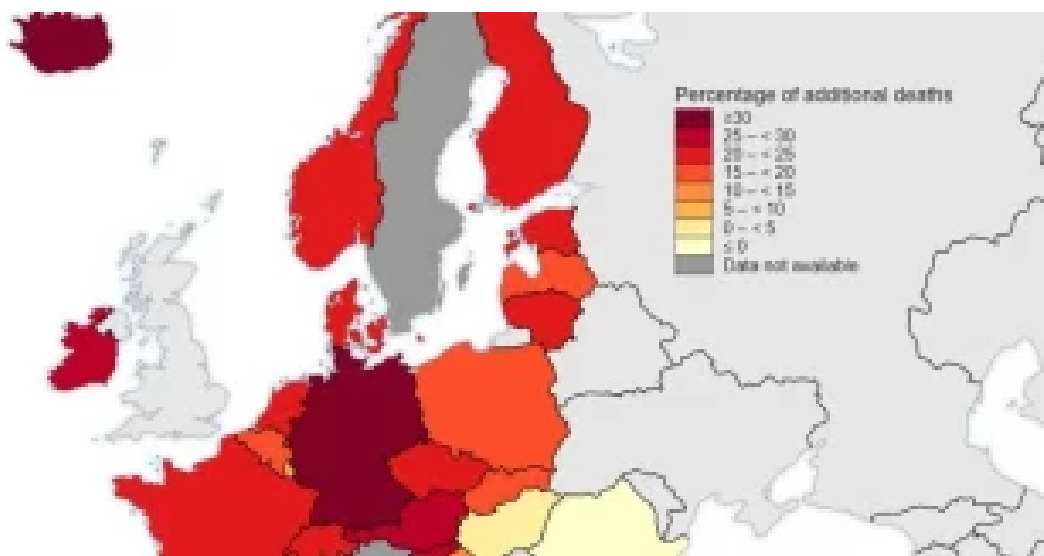 Percentage of additional deaths
≥30
25 – < 30
20 – < 25
15 – < 20
10 – < 15
5 – < 10
0 – < 5
≤ 0
Data not available